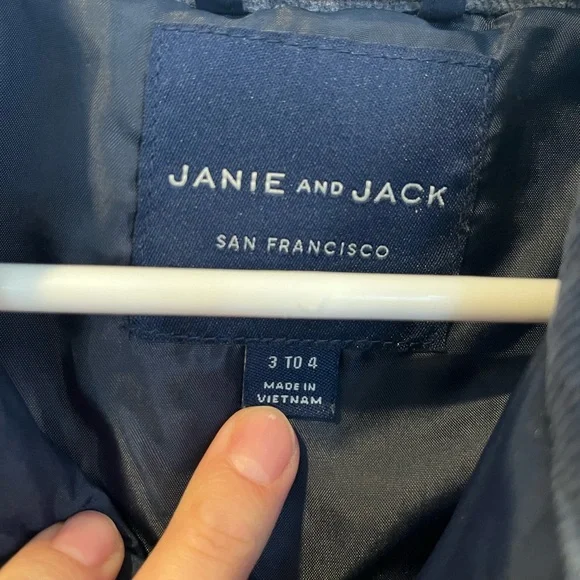 JANIE AND JACK
SAN FRANCISCO
3 TO 4
MADE IN
VIETNAM